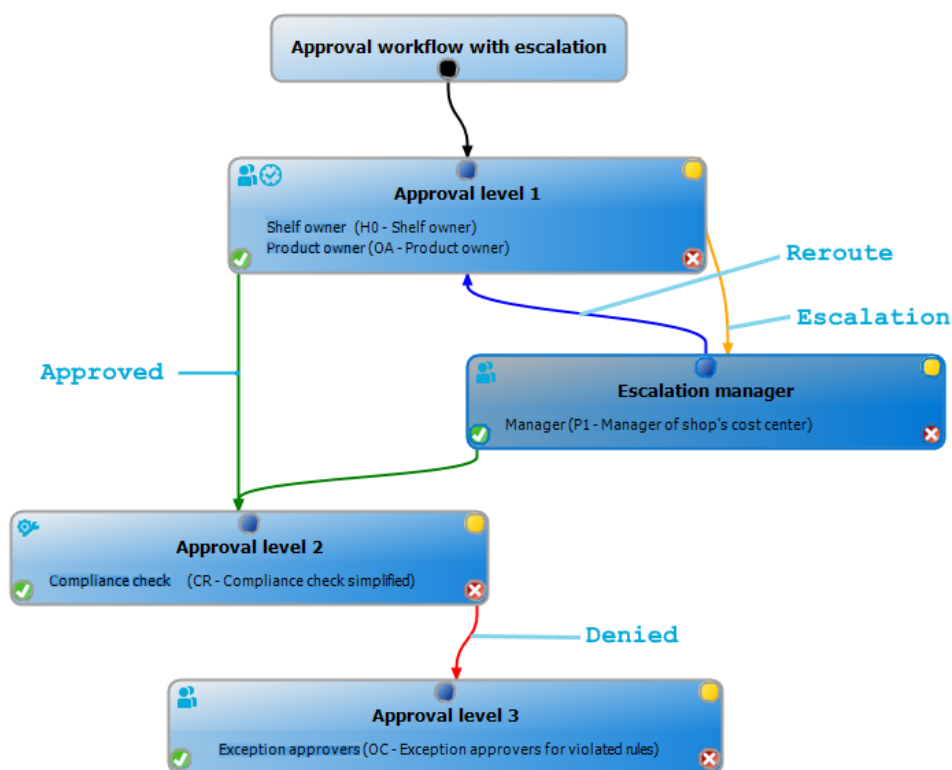 Approval workflow with escalation
Approval level 1
Shelf owner (H0 - Shelf owner)
Product owner (OA - Product owner)
Reroute
Escalation
Approved
Escalation manager
Manager (P1 - Manager of shop's cost center)
Approval level 2
Compliance check (CR - Compliance check simplified)
Denied
Approval level 3
Exception approvers (OC - Exception approvers for violated rules)